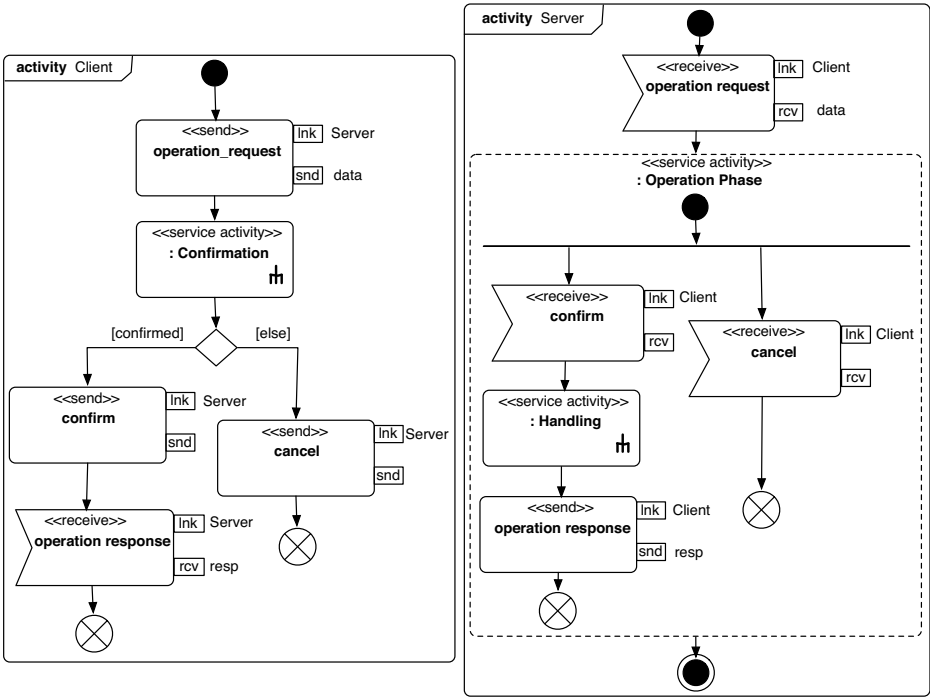 activity Client
<<send>>
operation_request
lnk Server
snd data
<<service activity>>
: Confirmation
[confirmed]
[else]
<<send>>
confirm
lnk Server
snd
<<send>>
cancel
lnk Server
snd
<<receive>>
operation response
lnk Server
rcv resp
activity Server
<<receive>>
operation request
lnk Client
rcv data
<<service activity>>
: Operation Phase
<<receive>>
confirm
lnk Client
rcv
<<receive>>
cancel
lnk Client
rcv
<<service activity>>
: Handling
<<send>>
operation response
lnk Client
snd resp